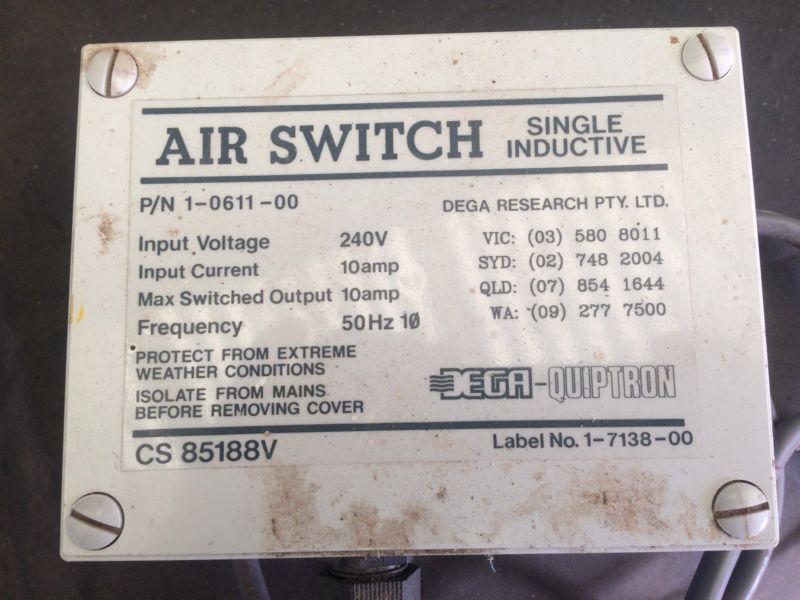 AIR SWITCH SINGLE INDUCTIVE
P/N 1-0611-00
DEGA RESEARCH PTY. LTD.
Input Voltage 240V
Input Current 10amp
Max Switched Output 10amp
Frequency 50Hz 1Ø
VIC: (03) 580 8011
SYD: (02) 748 2004
QLD: (07) 854 1644
WA: (09) 277 7500
PROTECT FROM EXTREME
WEATHER CONDITIONS
ISOLATE FROM MAINS
BEFORE REMOVING COVER
DEGA-QUIPTRON
CS 85188V
Label No. 1-7138-00